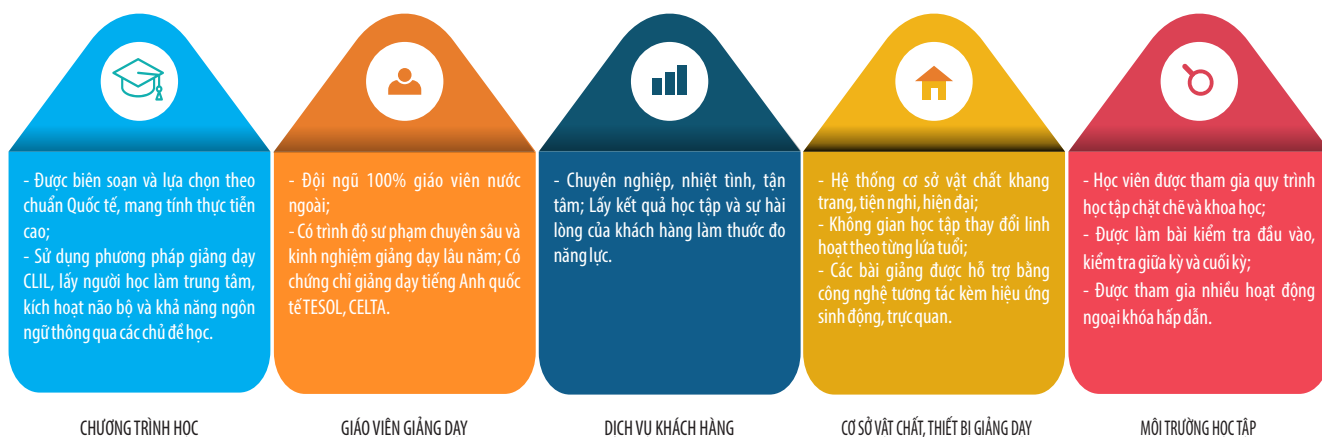 - Được biên soạn và lựa chọn theo
chuẩn Quốc tế, mang tính thực tiễn
cao;
- Sử dụng phương pháp giảng dạy
CLIL, lấy người học làm trung tâm,
kích hoạt não bộ và khả năng ngôn
ngữ thông qua các chủ đề học.
CHƯƠNG TRÌNH HỌC
- Đội ngũ 100% giáo viên nước
ngoài;
- Có trình độ sư phạm chuyên sâu và
kinh nghiệm giảng dạy lâu năm; Có
chứng chỉ giảng dạy tiếng Anh quốc
tế TESOL, CELTA.
GIÁO VIÊN GIẢNG DẠY
- Chuyên nghiệp, nhiệt tình, tận
tâm; Lấy kết quả học tập và sự hài
lòng của khách hàng làm thước đo
năng lực.
DỊCH VỤ KHÁCH HÀNG
- Hệ thống cơ sở vật chất khang
trang, tiện nghi, hiện đại;
- Không gian học tập thay đổi linh
hoạt theo từng lứa tuổi;
- Các bài giảng được hỗ trợ bằng
công nghệ tương tác kèm hiệu ứng
sinh động, trực quan.
CƠ SỞ VẬT CHẤT, THIẾT BỊ GIẢNG DẠY
- Học viên được tham gia quy trình
học tập chặt chẽ và khoa học;
- Được làm bài kiểm tra đầu vào,
kiểm tra giữa kỳ và cuối kỳ;
- Được tham gia nhiều hoạt động
ngoại khóa hấp dẫn.
MÔI TRƯỜNG HỌC TẬP